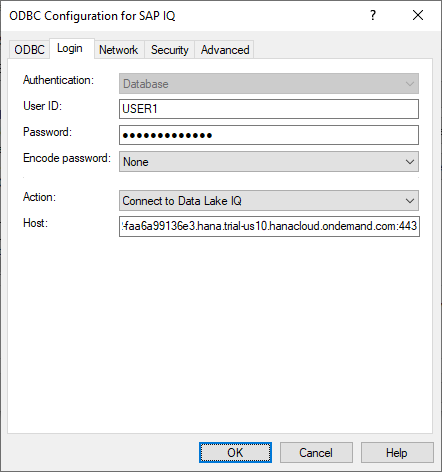 ODBC Configuration for SAP IQ ?
ODBC Login Network Security Advanced
Authentication: Database
User ID: USER1
Password: ●●●●●●●●●●●●●
Encode password: None
Action: Connect to Data Lake IQ
Host: -faa6a99136e3.hana.trial-us10.hanacloud.ondemand.com:443
OK Cancel Help